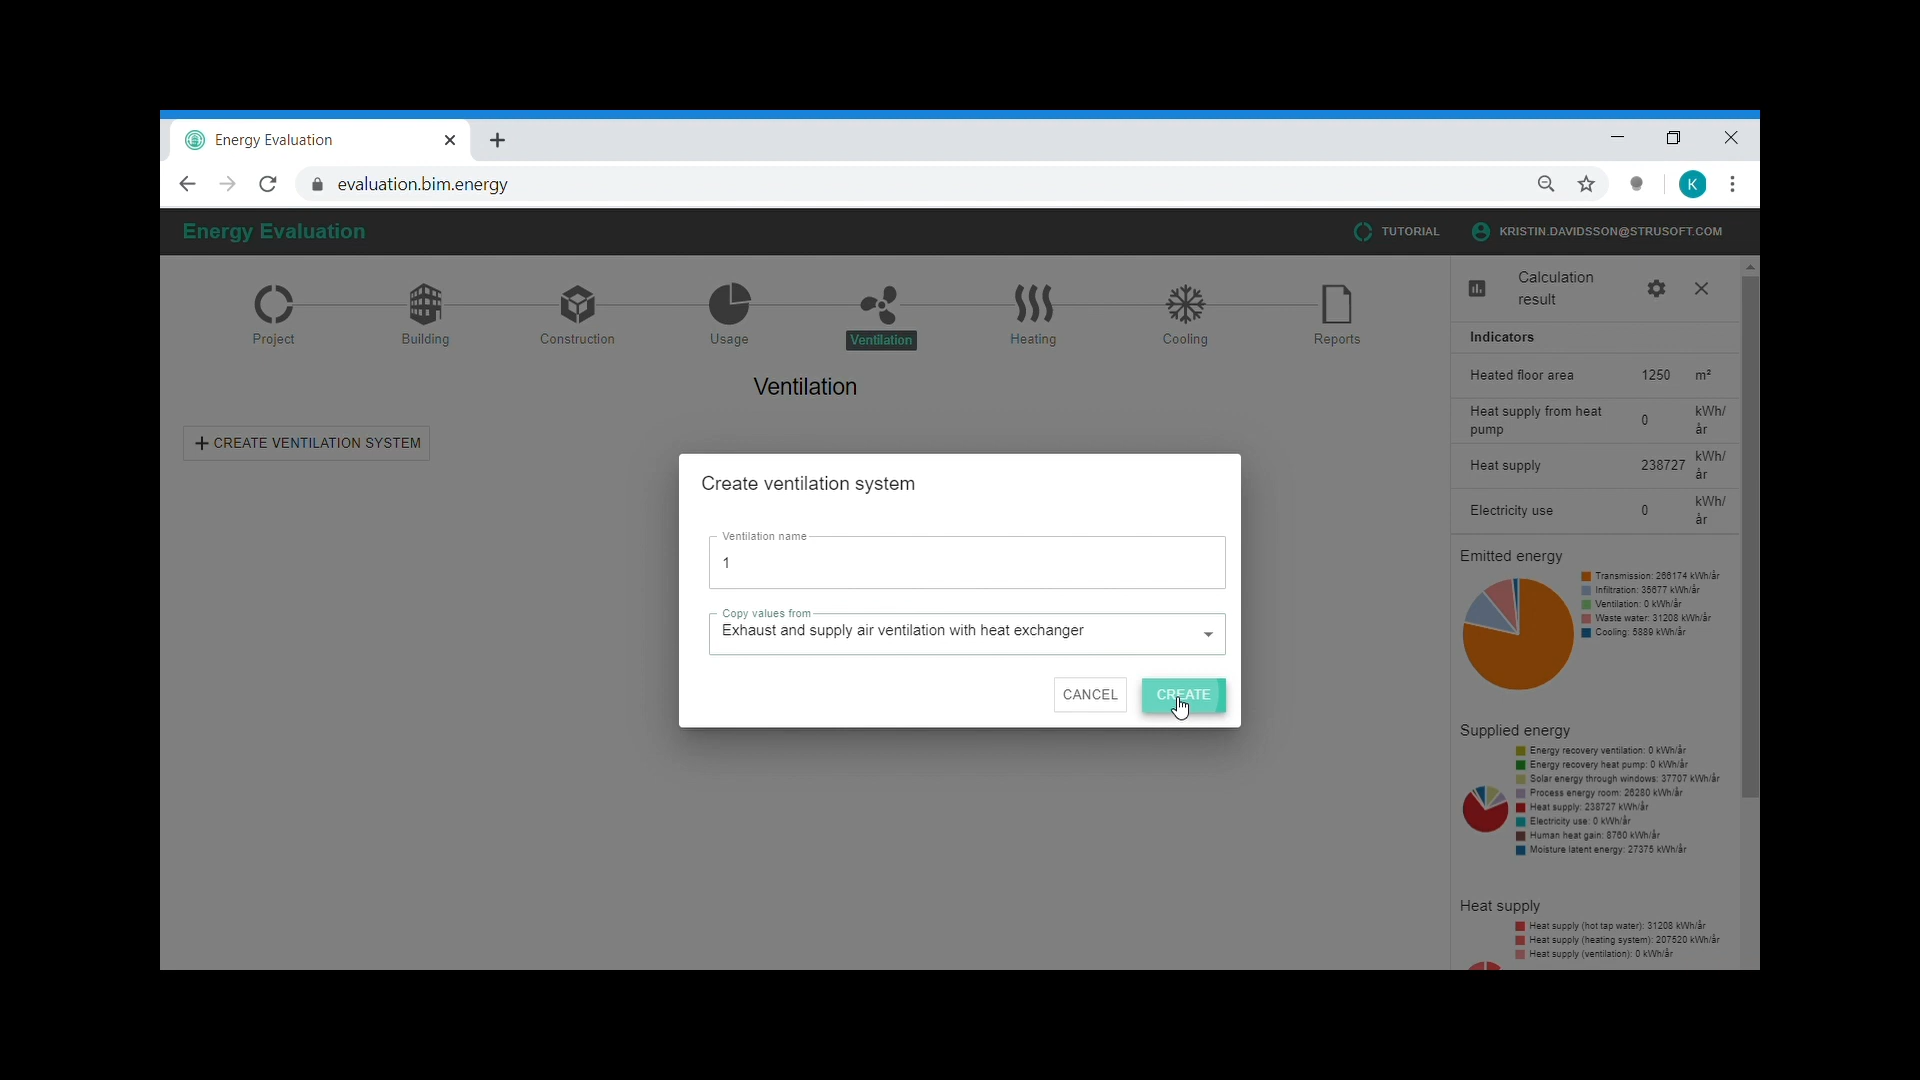 Energy Evaluation
evaluation.bim.energy
K
Energy Evaluation
TUTORIAL
KRISTIN.DAVIDSSON@STRUSOFT.COM
Project
Building
Construction
Usage
Ventilation
Heating
Cooling
Reports
Ventilation
CREATE VENTILATION SYSTEM
Create ventilation system
Ventilation name
1
Copy values from
Exhaust and supply air ventilation with heat exchanger
CANCEL
CREATE
Calculation
result
Indicators
Heated floor area 1250 m²
Heat supply from heat pump 0 kWh/år
Heat supply 238727 kWh/år
Electricity use 0 kWh/år
Emitted energy
Transmission: 266174 kWh/år
Infiltration: 35677 kWh/år
Ventilation: 0 kWh/år
Waste water: 31208 kWh/år
Cooling: 5889 kWh/år
Supplied energy
Energy recovery ventilation: 0 kWh/år
Energy recovery heat pump: 0 kWh/år
Solar energy through windows: 37707 kWh/år
Process energy room: 26280 kWh/år
Heat supply: 238727 kWh/år
Electricity use: 0 kWh/år
Human heat gain: 8760 kWh/år
Moisture latent energy: 27375 kWh/år
Heat supply
Heat supply (hot tap water): 31208 kWh/år
Heat supply (heating system): 207520 kWh/år
Heat supply (ventilation): 0 kWh/år